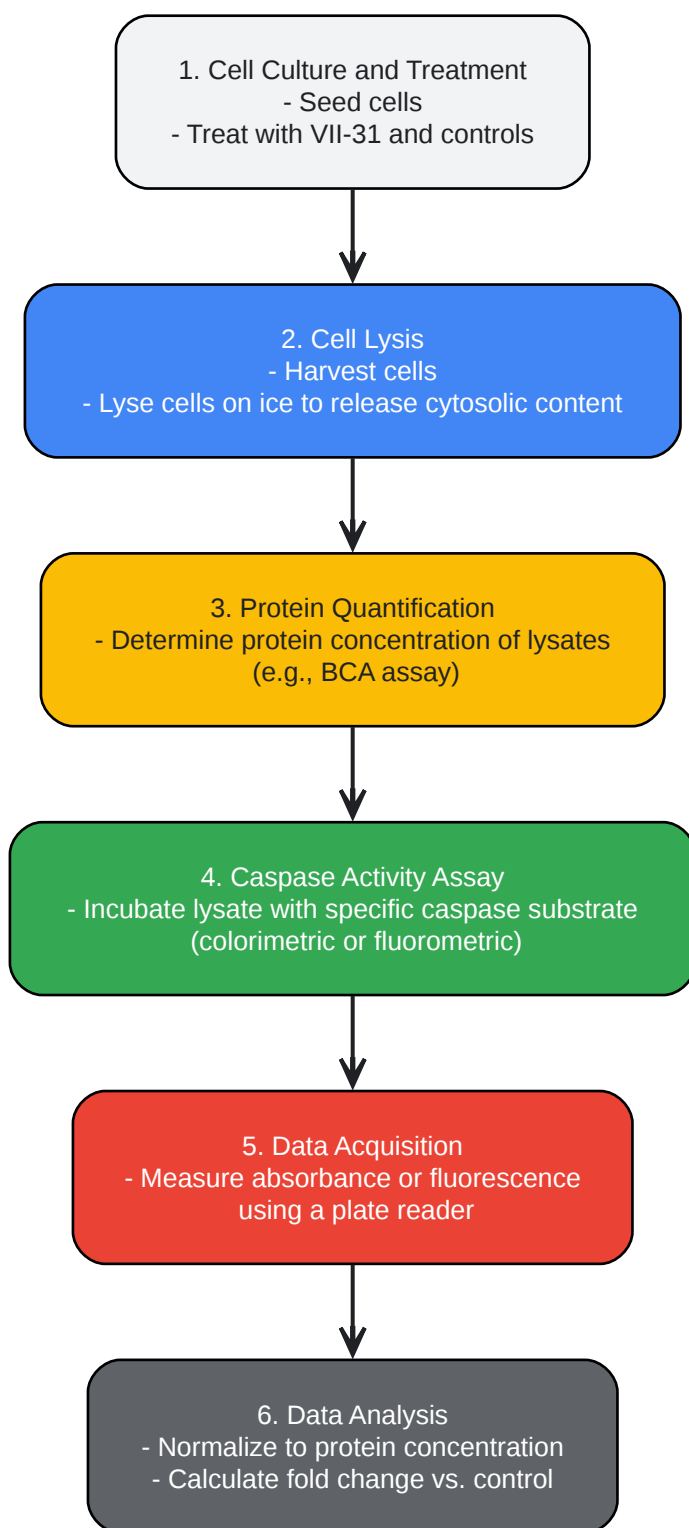 1. Cell Culture and Treatment
- Seed cells
- Treat with VII-31 and controls
2. Cell Lysis
- Harvest cells
- Lyse cells on ice to release cytosolic content
3. Protein Quantification
- Determine protein concentration of lysates
(e.g., BCA assay)
4. Caspase Activity Assay
- Incubate lysate with specific caspase substrate
(colorimetric or fluorometric)
5. Data Acquisition
- Measure absorbance or fluorescence
using a plate reader
6. Data Analysis
- Normalize to protein concentration
- Calculate fold change vs. control